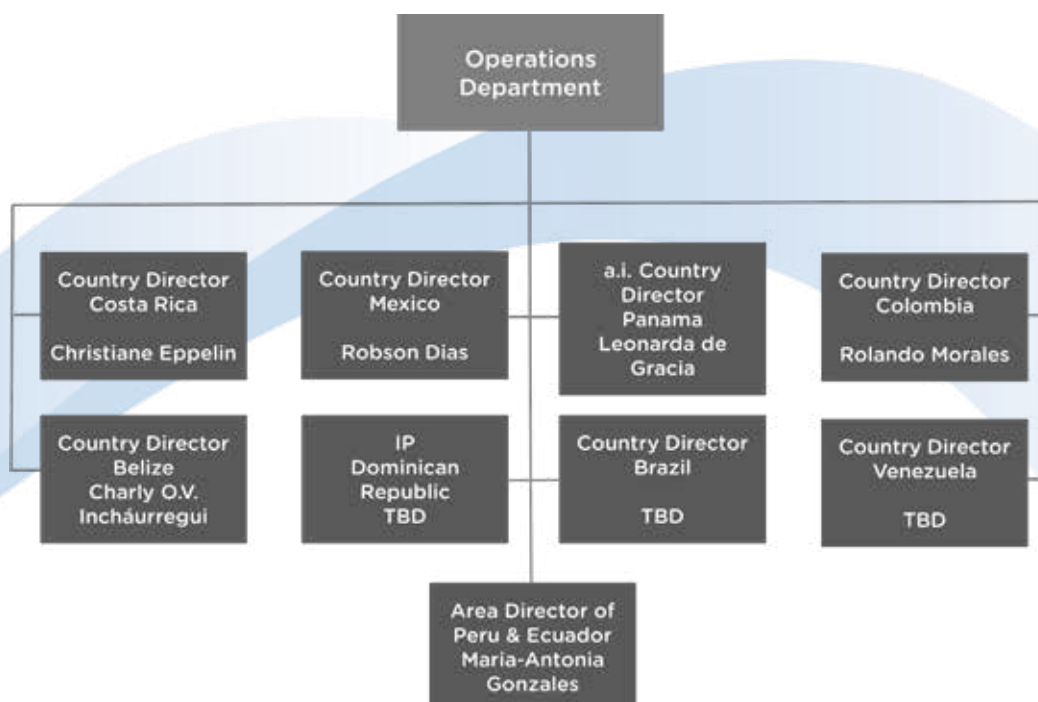 Operations
Department
Country Director
Costa Rica
Christiane Eppelin
Country Director
Mexico
Robson Dias
a.i. Country
Director
Panama
Leonarda de
Gracia
Country Director
Colombia
Rolando Morales
Country Director
Belize
Charly O.V.
Incháurregui
IP
Dominican
Republic
TBD
Country Director
Brazil
TBD
Country Director
Venezuela
TBD
Area Director of
Peru & Ecuador
Maria-Antonia
Gonzales